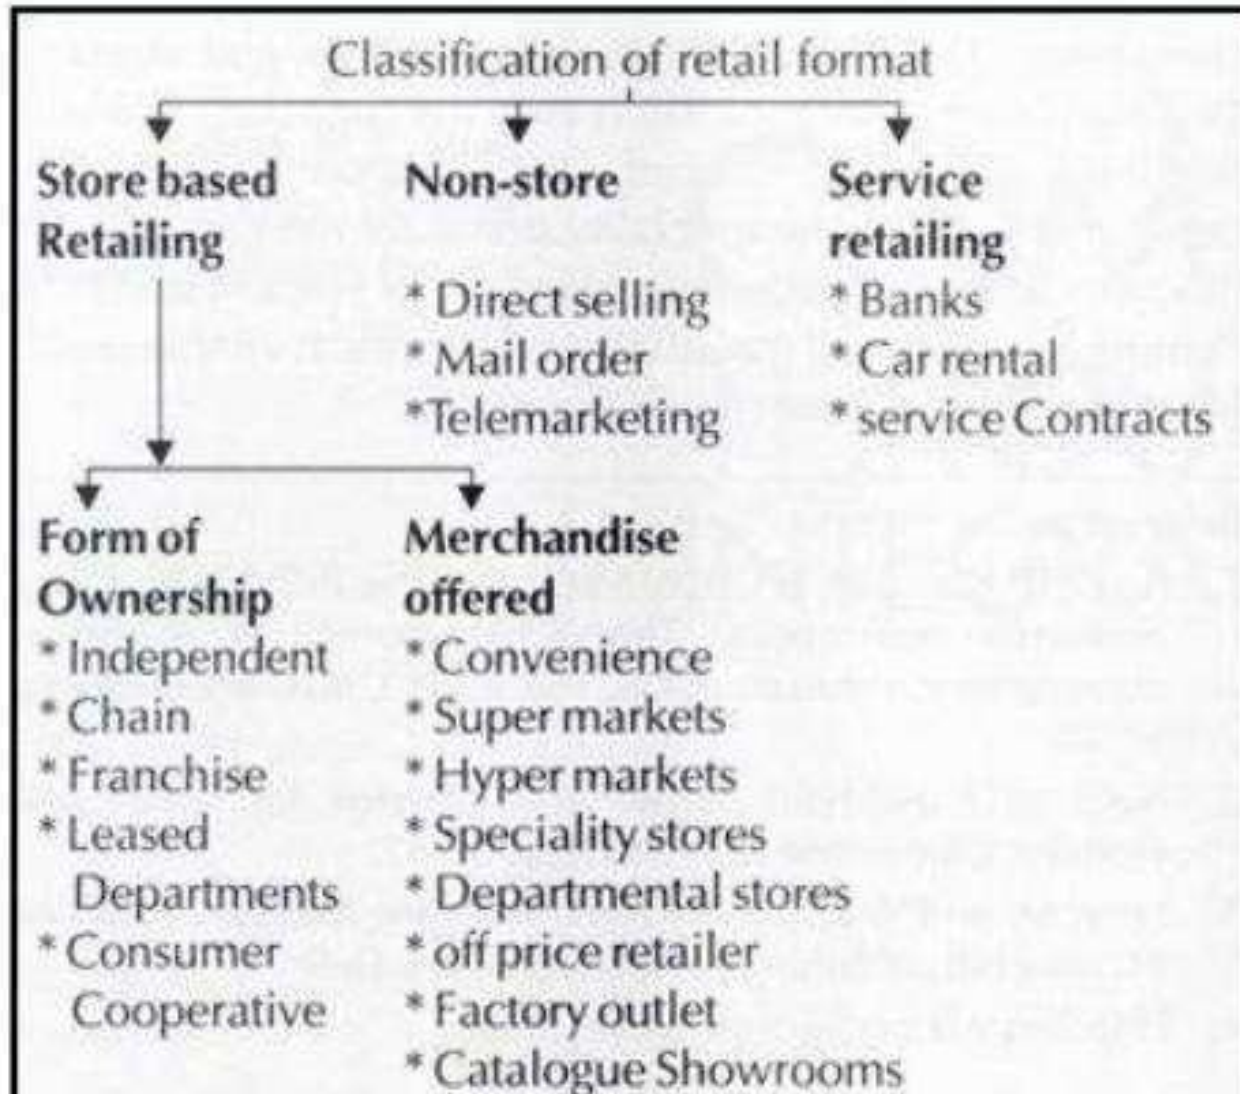 Classification of retail format
Store based
Retailing
Non-store
* Direct selling
* Mail order
*Telemarketing
Service
retailing
* Banks
* Car rental
* service Contracts
Form of
Ownership
* Independent
* Chain
* Franchise
* Leased
Departments
* Consumer
Cooperative
Merchandise
offered
* Convenience
* Super markets
* Hyper markets
* Speciality stores
* Departmental stores
* off price retailer
* Factory outlet
* Catalogue Showrooms